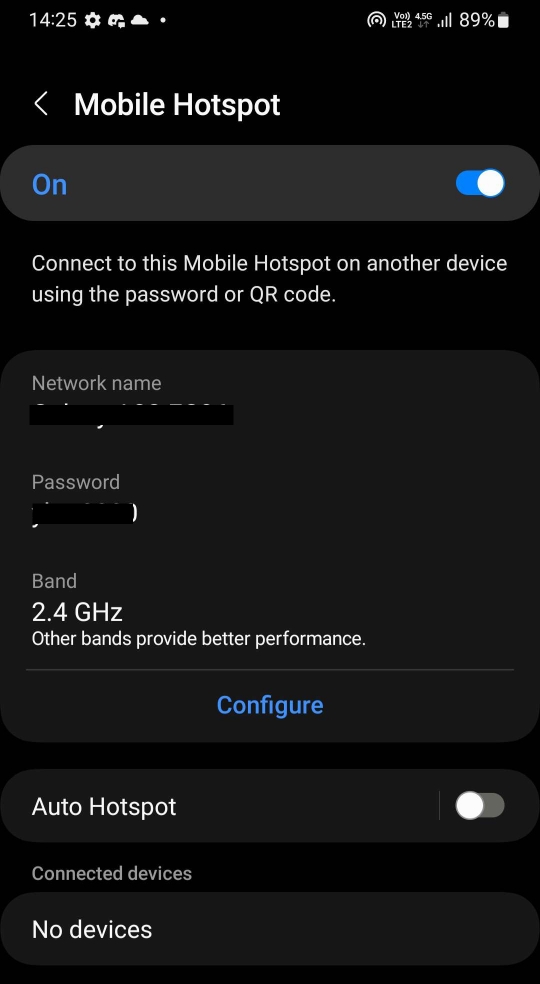 14:25
Vo) 4.5G
LTE2
89%
Mobile Hotspot
On
Connect to this Mobile Hotspot on another device
using the password or QR code.
Network name
Password
Band
2.4 GHz
Other bands provide better performance.
Configure
Auto Hotspot
Connected devices
No devices